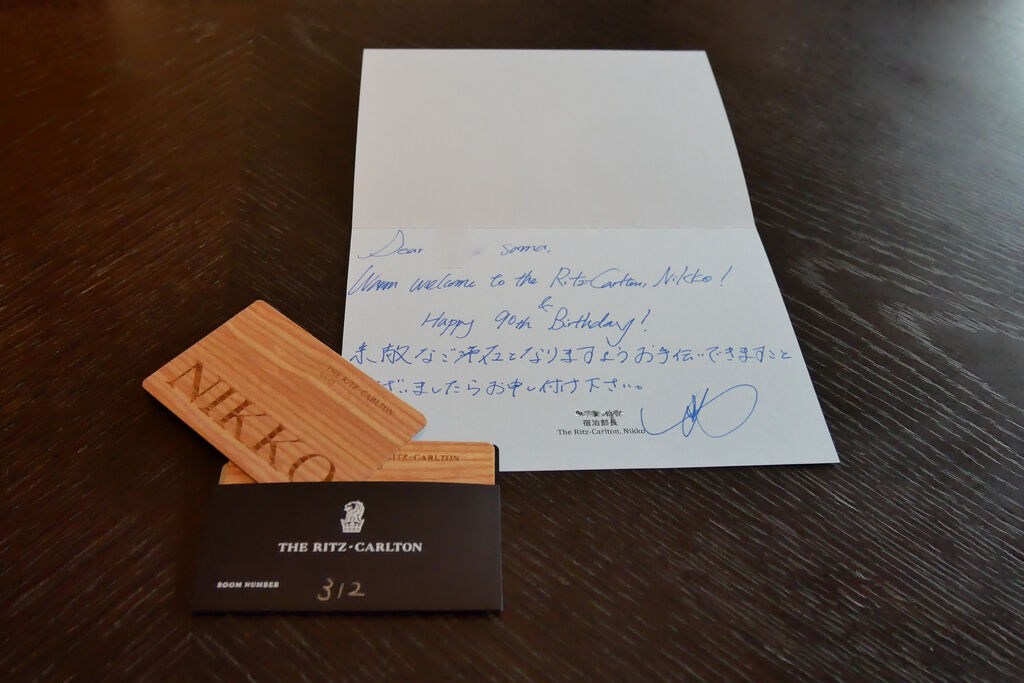 Dear sama,
Warm welcome to the Ritz-Carlton, Nikko!
&
Happy 90th Birthday!
素敵なご滞在となりますようお手伝いできますこと
ざいましたらお申し付け下さい。
宿泊部長
The Ritz-Carlton, Nikko
THE RITZ-CARLTON
NIKKO
RITZ-CARLTON
THE RITZ-CARLTON
ROOM NUMBER 312